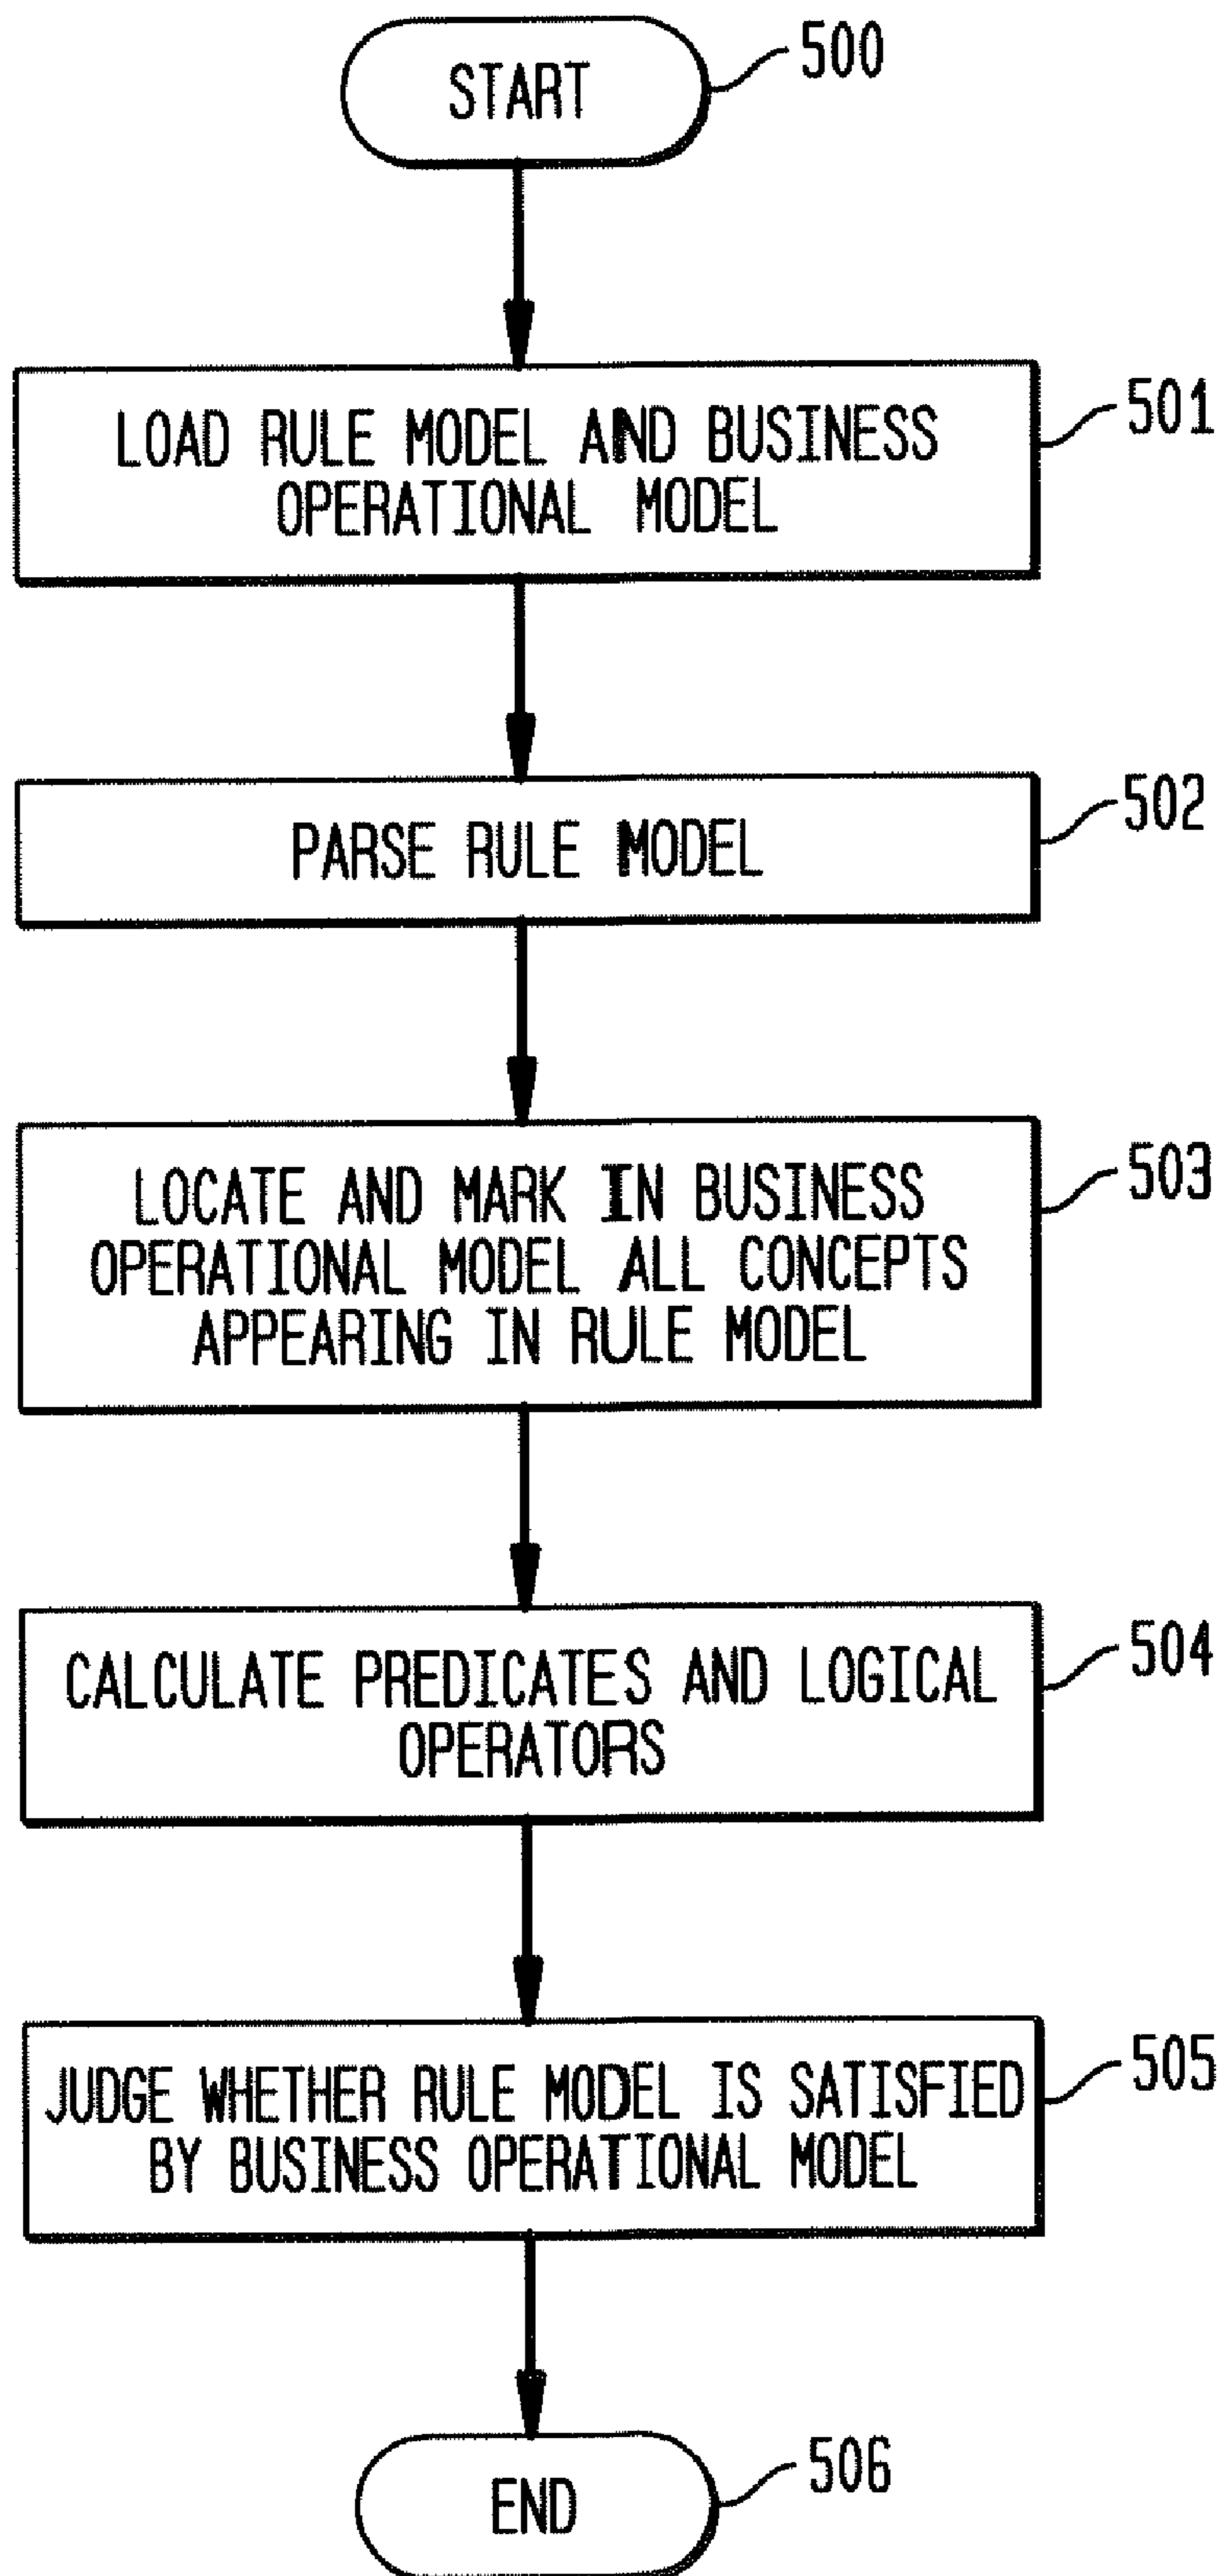 START
500
LOAD RULE MODEL AND BUSINESS
OPERATIONAL MODEL
501
PARSE RULE MODEL
502
LOCATE AND MARK IN BUSINESS
OPERATIONAL MODEL ALL CONCEPTS
APPEARING IN RULE MODEL
503
CALCULATE PREDICATES AND LOGICAL
OPERATORS
504
JUDGE WHETHER RULE MODEL IS SATISFIED
BY BUSINESS OPERATIONAL MODEL
505
END
506